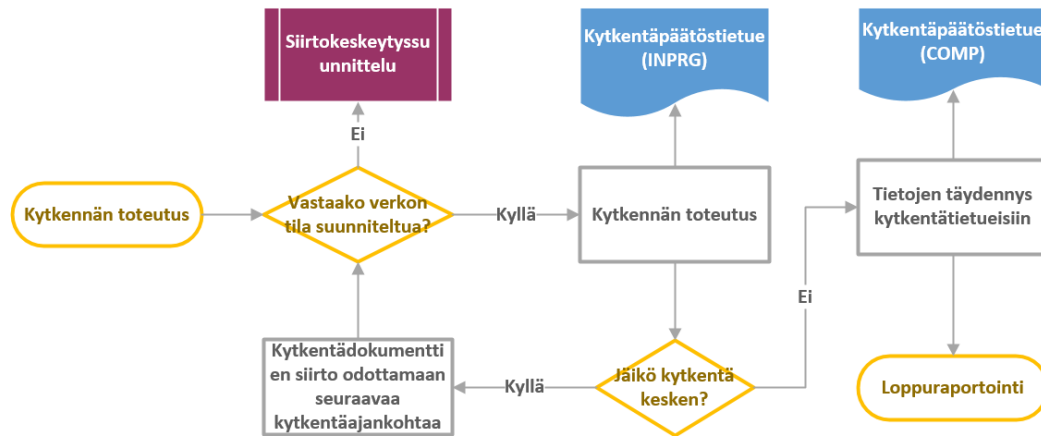 Siirtokeskeytyssu
unnittelu
Kytkentäpäätöstietue
(INPRG)
Kytkentäpäätöstietue
(COMP)
Ei
Kytkennän toteutus
Vastaako verkon
tila suunniteltua?
Kyllä
Kytkennän toteutus
Tietojen täydennys
kytkentätietueisiin
Ei
Kytkentädokumentti
en siirto odottamaan
seuraavaa
kytkentäajankohtaa
Kyllä
Jäikö kytkentä
kesken?
Loppuraportointi